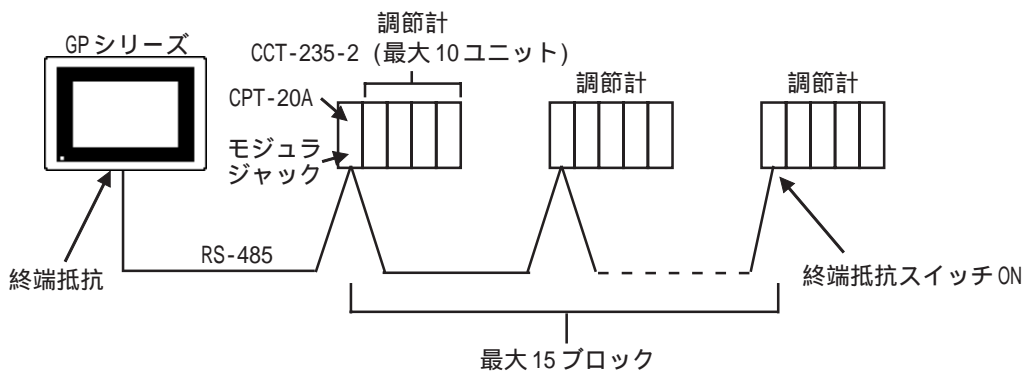 GPシリーズ
調節計
CCT-235-2 (最大10ユニット)
CPT-20A
モジュラ
ジャック
調節計
調節計
RS-485
終端抵抗
終端抵抗スイッチON
最大15ブロック